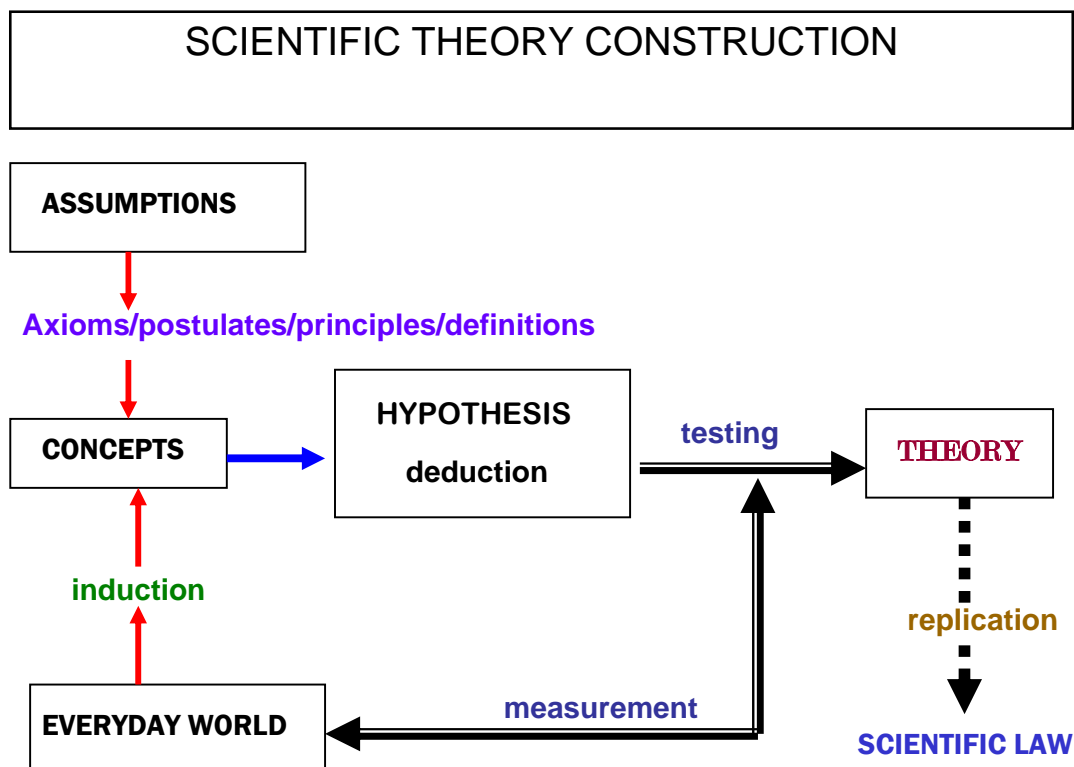 SCIENTIFIC THEORY CONSTRUCTION
ASSUMPTIONS
Axioms/postulates/principles/definitions
CONCEPTS
HYPOTHESIS
deduction
testing
THEORY
induction
replication
EVERYDAY WORLD
measurement
SCIENTIFIC LAW